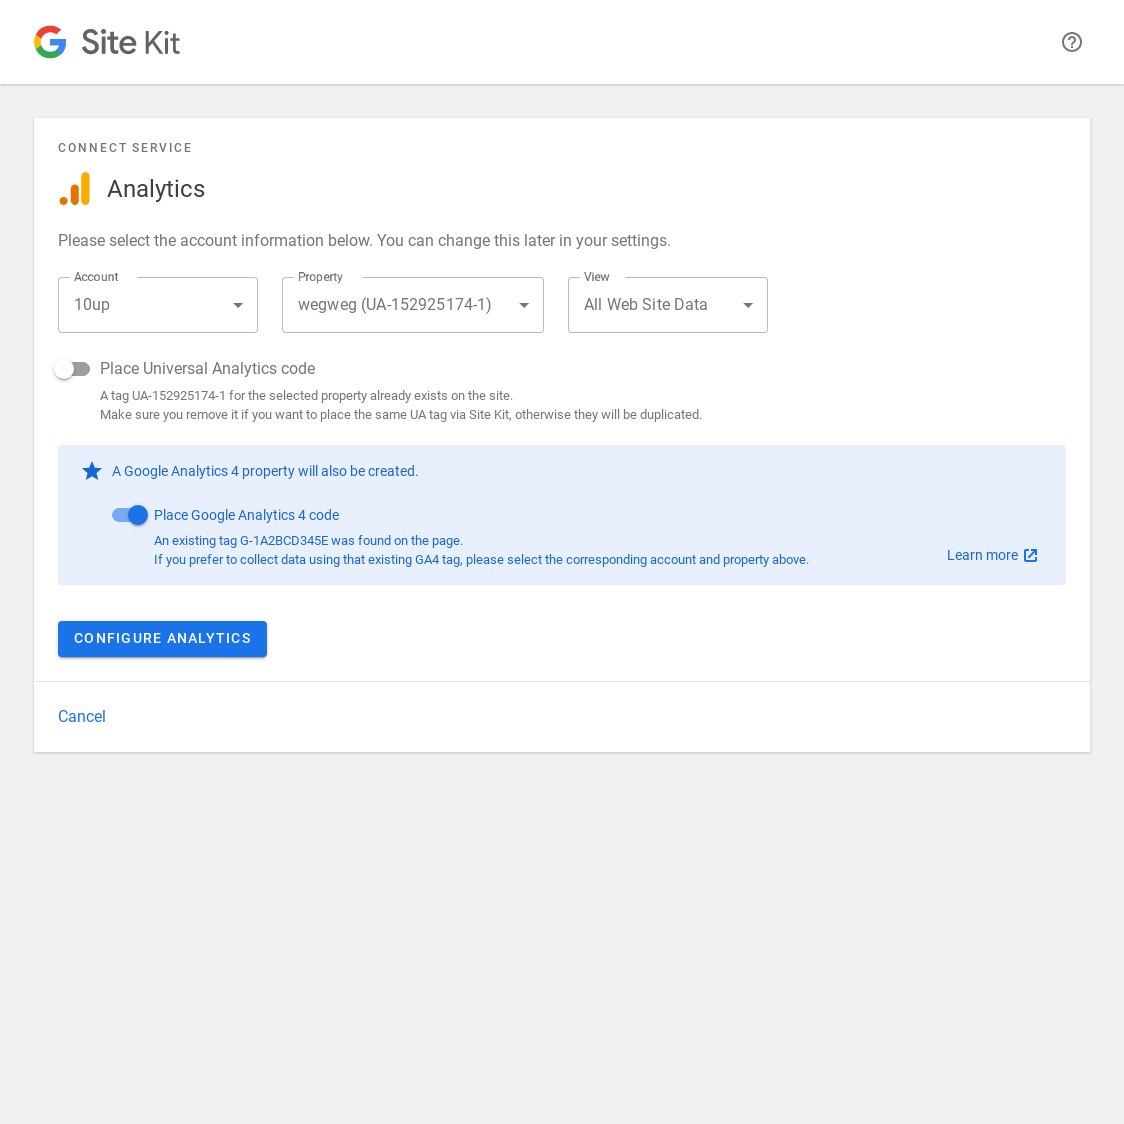 Site Kit
CONNECT SERVICE
Analytics
Please select the account information below. You can change this later in your settings.
Account
10up
Property
wegweg (UA-152925174-1)
View
All Web Site Data
Place Universal Analytics code
A tag UA-152925174-1 for the selected property already exists on the site.
Make sure you remove it if you want to place the same UA tag via Site Kit, otherwise they will be duplicated.
A Google Analytics 4 property will also be created.
Place Google Analytics 4 code
An existing tag G-1A2BCD345E was found on the page.
If you prefer to collect data using that existing GA4 tag, please select the corresponding account and property above.
Learn more
CONFIGURE ANALYTICS
Cancel